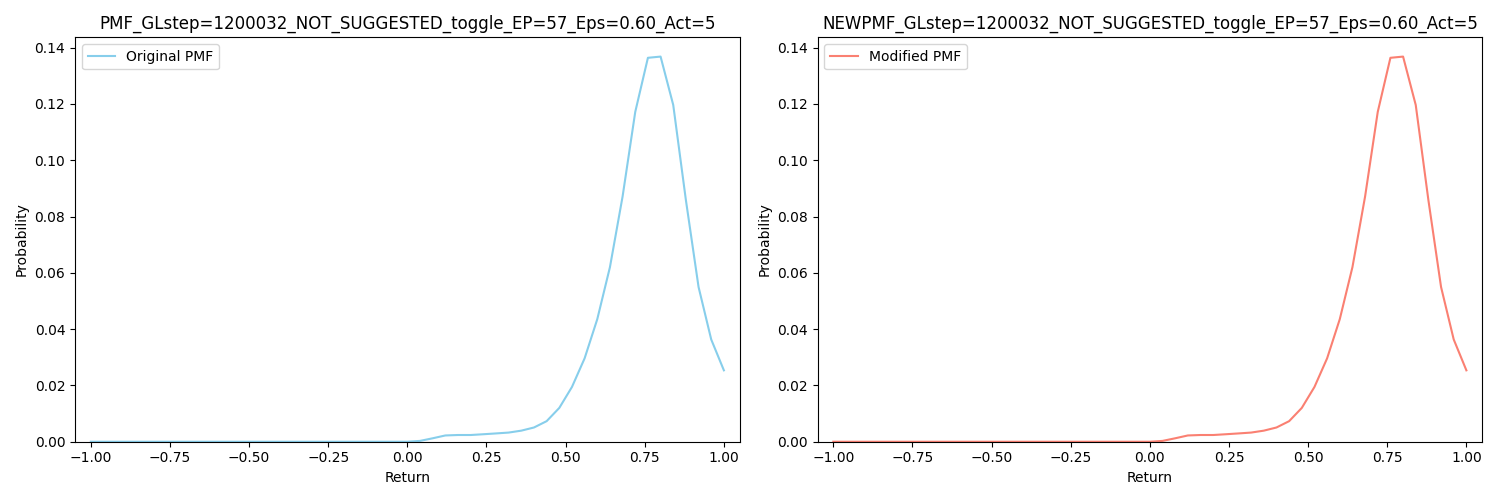 PMF_GLstep=1200032_NOT_SUGGESTED_toggle_EP=57_Eps=0.60_Act=5
Original PMF
0.14
0.12
0.10
0.08
0.06
0.04
0.02
0.00
Probability
−1.00 −0.75 −0.50 −0.25 0.00 0.25 0.50 0.75 1.00
Return
NEWPMF_GLstep=1200032_NOT_SUGGESTED_toggle_EP=57_Eps=0.60_Act=5
Modified PMF
0.14
0.12
0.10
0.08
0.06
0.04
0.02
0.00
Probability
−1.00 −0.75 −0.50 −0.25 0.00 0.25 0.50 0.75 1.00
Return